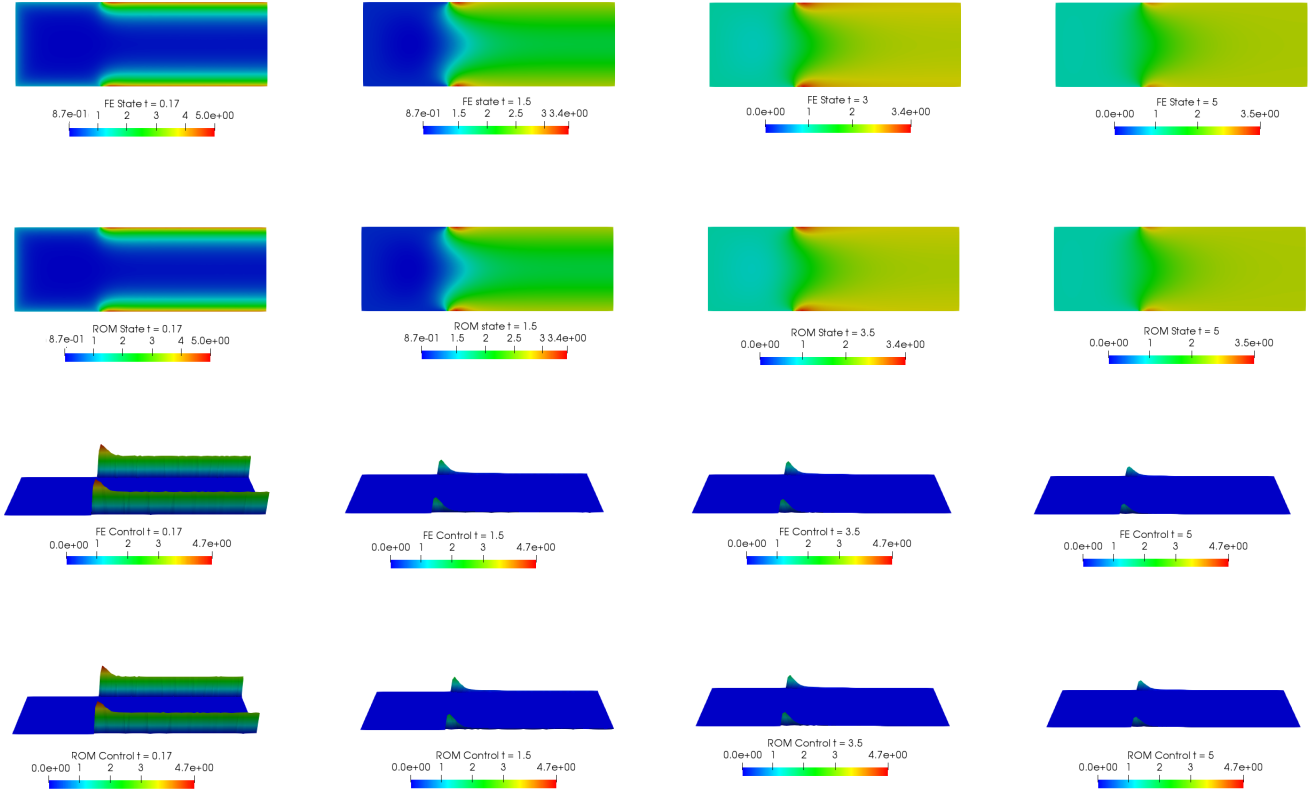 FE State t = 0.17
8.7e-01 1 2 3 4 5.0e+00
FE state t = 1.5
8.7e-01 1.5 2 2.5 3 3.4e+00
FE State t = 3
0.0e+00 1 2 3.4e+00
FE State t = 5
0.0e+00 1 2 3.5e+00
ROM State t = 0.17
8.7e-01 1 2 3 4 5.0e+00
ROM state t = 1.5
8.7e-01 1.5 2 2.5 3 3.4e+00
ROM State t = 3.5
0.0e+00 1 2 3.4e+00
ROM State t = 5
0.0e+00 1 2 3.5e+00
FE Control t = 0.17
0.0e+00 1 2 3 4.7e+00
FE Control t = 1.5
0.0e+00 1 2 3 4.7e+00
FE Control t = 3.5
0.0e+00 1 2 3 4.7e+00
FE Control t = 5
0.0e+00 1 2 3 4.7e+00
ROM Control t = 0.17
0.0e+00 1 2 3 4.7e+00
ROM Control t = 1.5
0.0e+00 1 2 3 4.7e+00
ROM Control t = 3.5
0.0e+00 1 2 3 4.7e+00
ROM Control t = 5
0.0e+00 1 2 3 4.7e+00